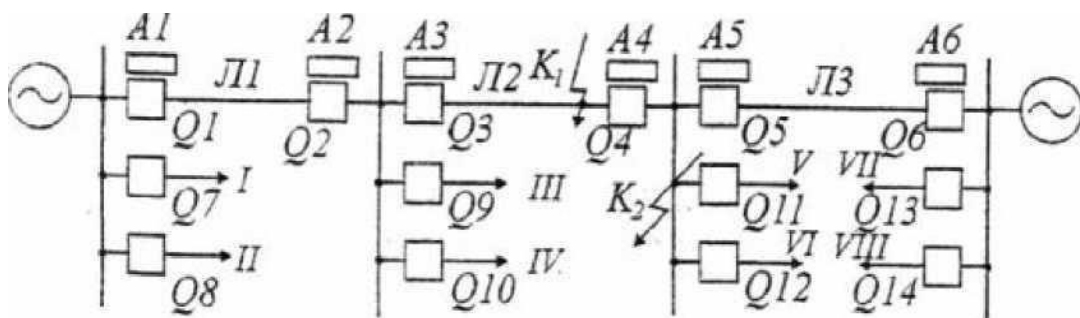 A1 A2 A3 A4 A5 A6
Л1 Л2 K1 Л3
Q1 Q2 Q3 Q4 Q5 Q6
I III K2 V VII
Q7 Q9 Q11 Q13
II IV. VI VIII
Q8 Q10 Q12 Q14